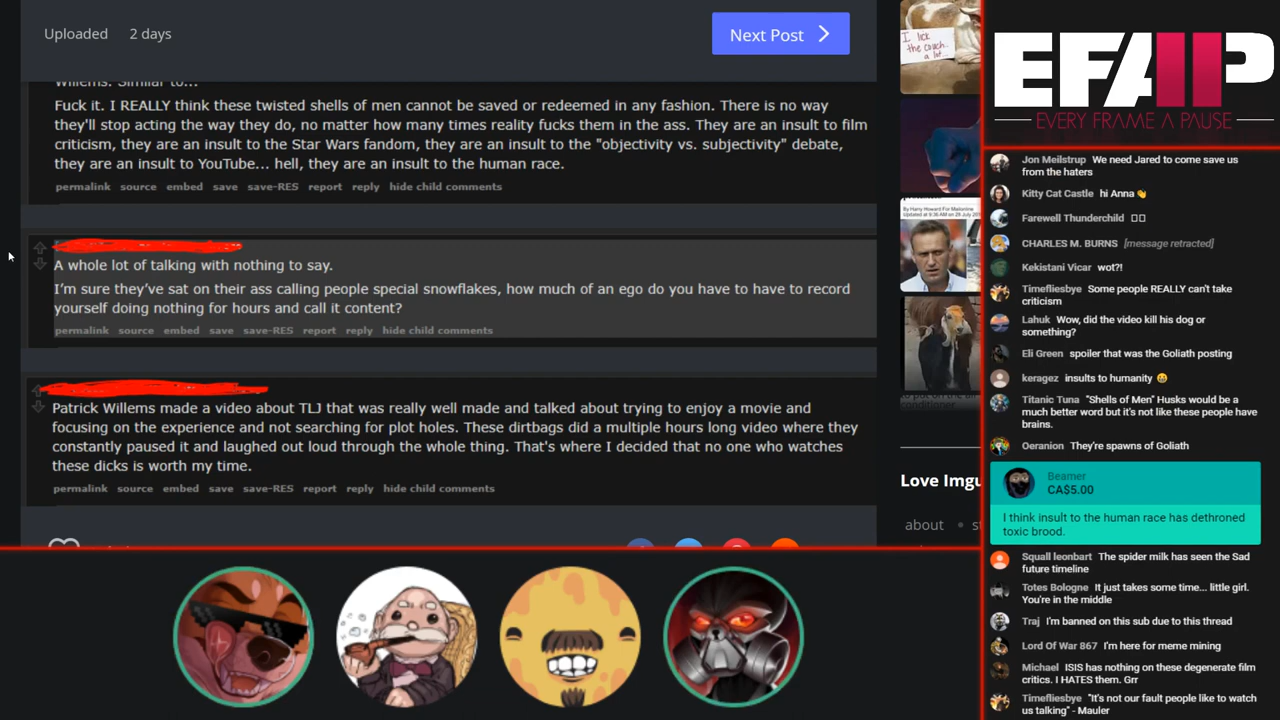 Uploaded 2 days
Next Post
Willems. Similar to...
Fuck it. I REALLY think these twisted shells of men cannot be saved or redeemed in any fashion. There is no way
they'll stop acting the way they do, no matter how many times reality fucks them in the ass. They are an insult to film
criticism, they are an insult to the Star Wars fandom, they are an insult to the "objectivity vs. subjectivity" debate,
they are an insult to YouTube... hell, they are an insult to the human race.
permalink source embed save save-RES report reply hide child comments
A whole lot of talking with nothing to say.
I'm sure they've sat on their ass calling people special snowflakes, how much of an ego do you have to have to record
yourself doing nothing for hours and call it content?
permalink source embed save save-RES report reply hide child comments
Patrick Willems made a video about TLJ that was really well made and talked about trying to enjoy a movie and
focusing on the experience and not searching for plot holes. These dirtbags did a multiple hours long video where they
constantly paused it and laughed out loud through the whole thing. That's where I decided that no one who watches
these dicks is worth my time.
permalink source embed save save-RES report reply hide child comments
I lick
the couch..
a lot..
By Harry Howard For Mailonline
Love Imgu
about •
EFAP
EVERY FRAME A PAUSE
Jon Meilstrup We need Jared to come save us
from the haters
Kitty Cat Castle hi Anna 👋
Farewell Thunderchild
CHARLES M. BURNS [message retracted]
Kekistani Vicar wot?!
Timefliesbye Some people REALLY can't take
criticism
Lahuk Wow, did the video kill his dog or
something?
Eli Green spoiler that was the Goliath posting
keragez insults to humanity
Titanic Tuna "Shells of Men" Husks would be a
much better word but it's not like these people have
brains.
Oeranion They're spawns of Goliath
Beamer
CA$5.00
I think insult to the human race has dethroned
toxic brood.
Squall leonbart The spider milk has seen the Sad
future timeline
Totes Bologne It just takes some time... little girl.
You're in the middle
Traj I'm banned on this sub due to this thread
Lord Of War 867 I'm here for meme mining
Michael ISIS has nothing on these degenerate film
critics. I HATES them. Grr
Timefliesbye "It's not our fault people like to watch
us talking" - Mauler